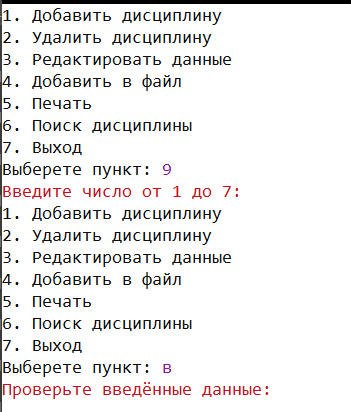 1. Добавить дисциплину
2. Удалить дисциплину
3. Редактировать данные
4. Добавить в файл
5. Печать
6. Поиск дисциплины
7. Выход
Выберете пункт: 9
Введите число от 1 до 7:
1. Добавить дисциплину
2. Удалить дисциплину
3. Редактировать данные
4. Добавить в файл
5. Печать
6. Поиск дисциплины
7. Выход
Выберете пункт: в
Проверьте введённые данные: